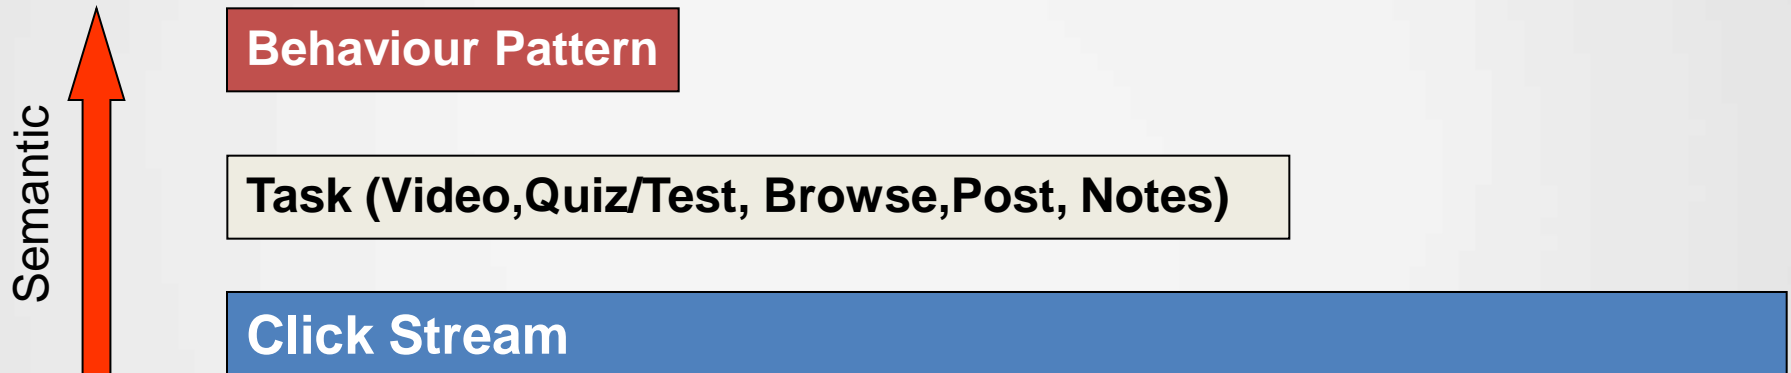 Semantic
Behaviour Pattern
Task (Video,Quiz/Test, Browse,Post, Notes)
Click Stream